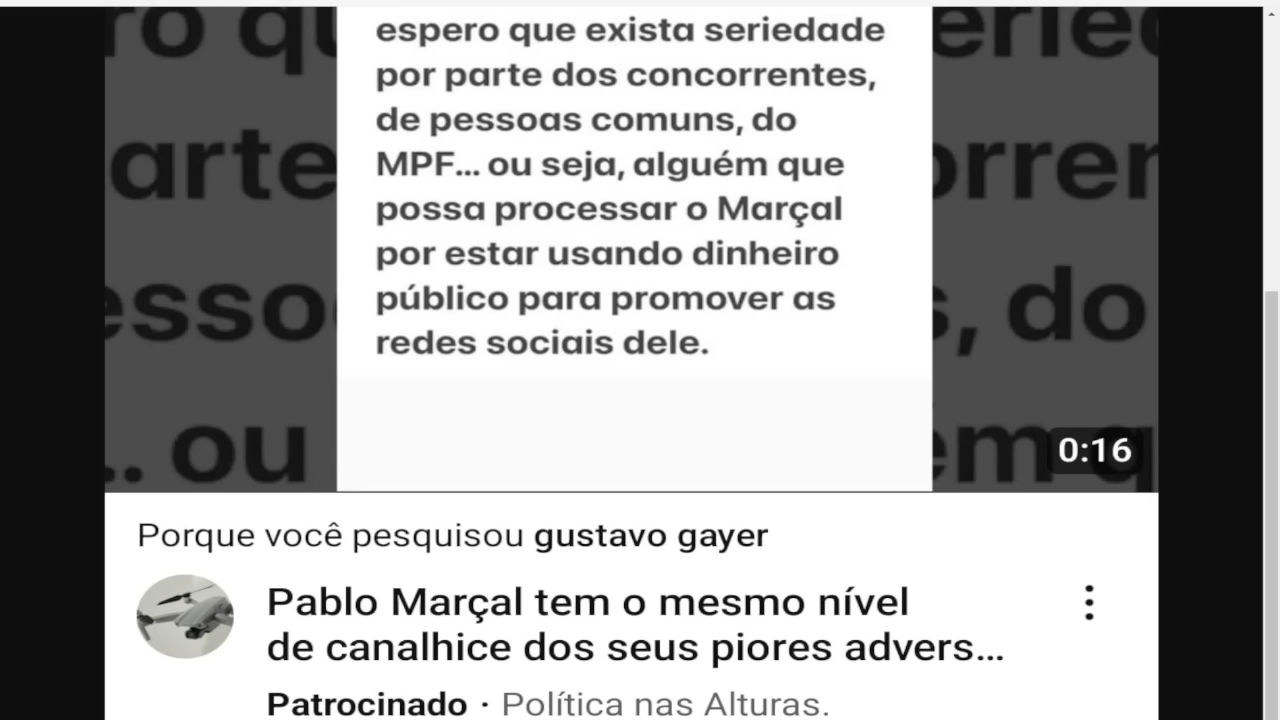 espero que exista seriedade
por parte dos concorrentes,
de pessoas comuns, do
MPF... ou seja, alguém que
possa processar o Marçal
por estar usando dinheiro
público para promover as
redes sociais dele.
0:16
Porque você pesquisou gustavo gayer
Pablo Marçal tem o mesmo nível
de canalhice dos seus piores advers...
Patrocinado · Política nas Alturas.